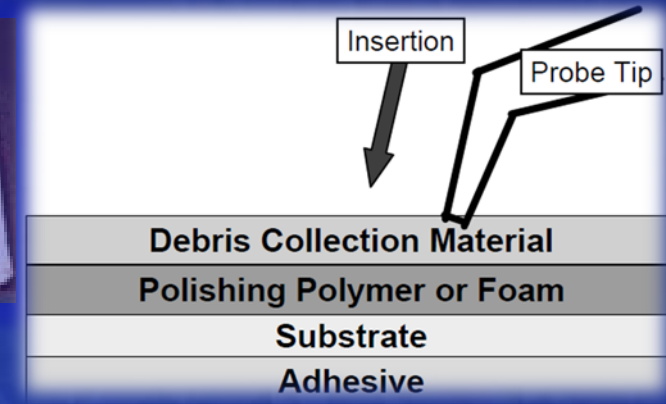 Insertion
Probe Tip
Debris Collection Material
Polishing Polymer or Foam
Substrate
Adhesive